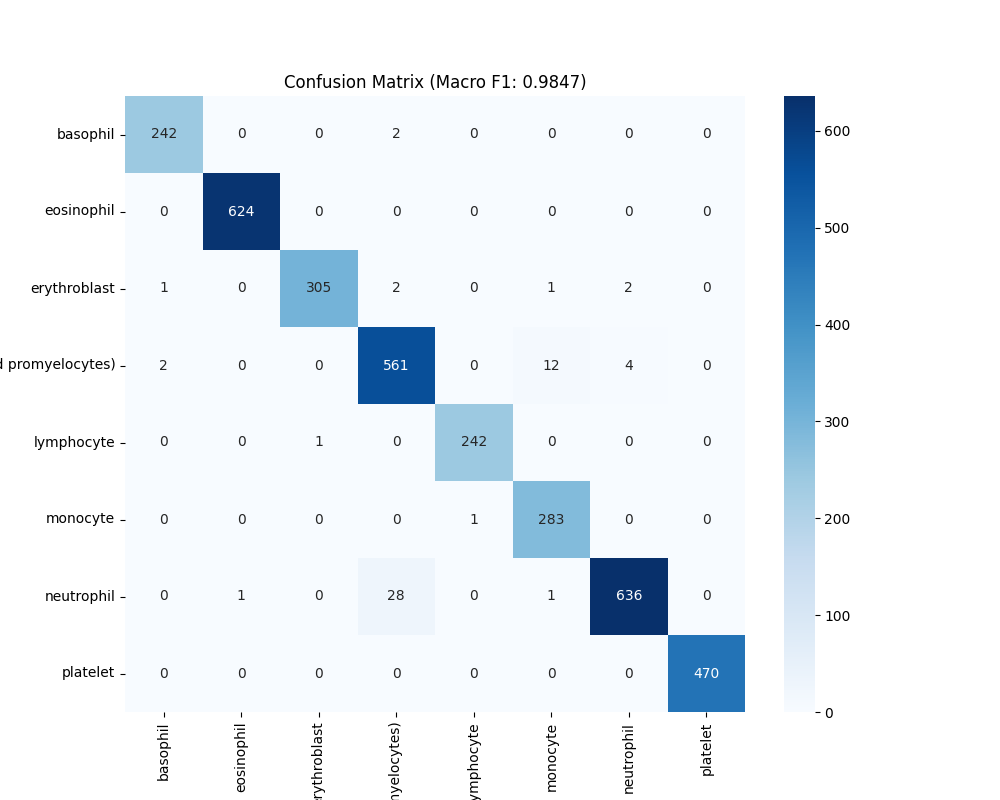 Confusion Matrix (Macro F1: 0.9847)
basophil 242 0 0 2 0 0 0 0
eosinophil 0 624 0 0 0 0 0 0
erythroblast 1 0 305 2 0 1 2 0
promyelocytes) 2 0 0 561 0 12 4 0
lymphocyte 0 0 1 0 242 0 0 0
monocyte 0 0 0 0 1 283 0 0
neutrophil 0 1 0 28 0 1 636 0
platelet 0 0 0 0 0 0 0 470
basophil
eosinophil
rythroblast
nyelocytes)
ymphocyte
monocyte
neutrophil
platelet
600
500
400
300
200
100
0